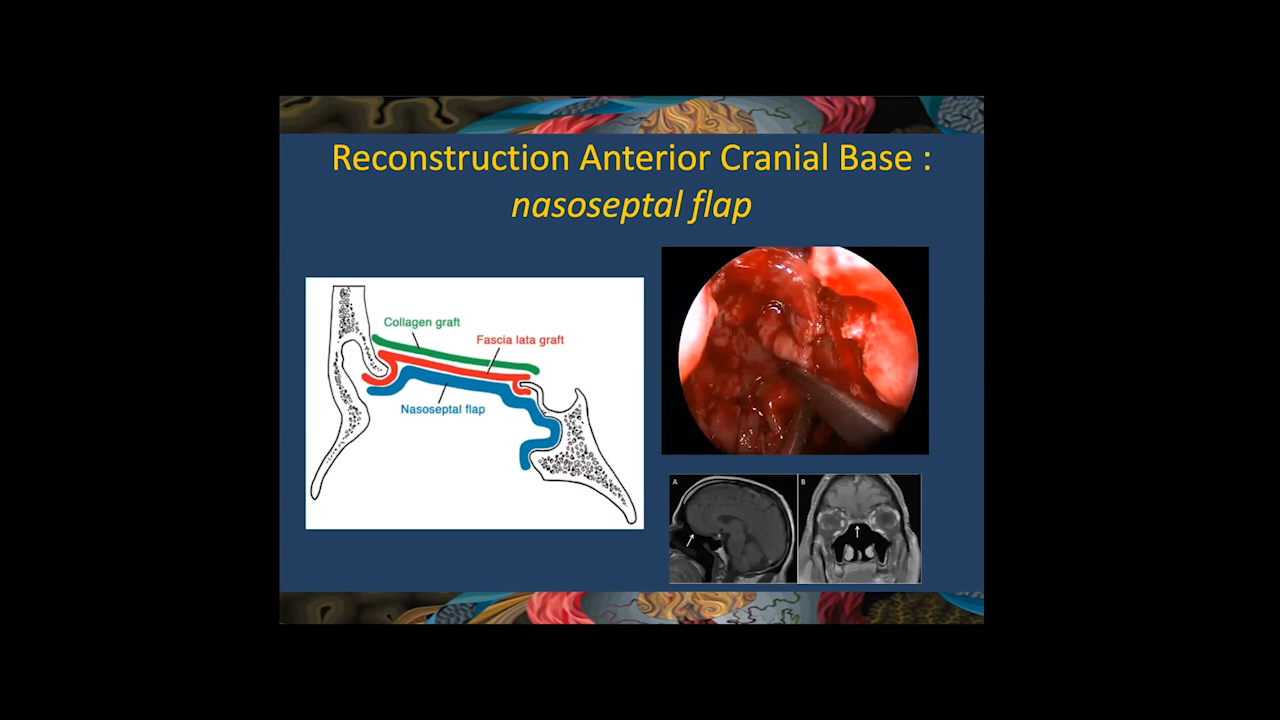 Reconstruction Anterior Cranial Base :
nasoseptal flap
Collagen graft
Fascia lata graft
Nasoseptal flap
A
B